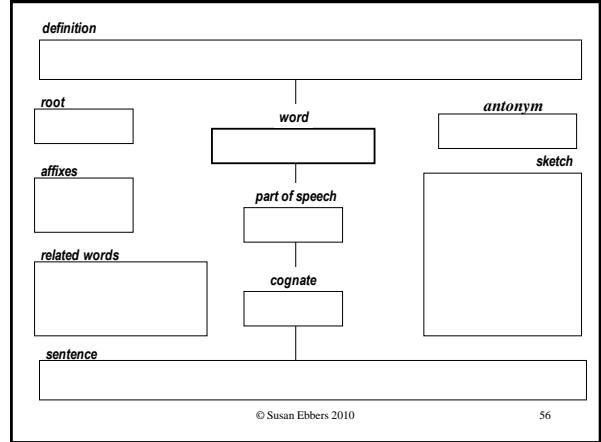 definition
root
word
antonym
affixes
sketch
part of speech
related words
cognate
sentence
© Susan Ebbers 2010 56